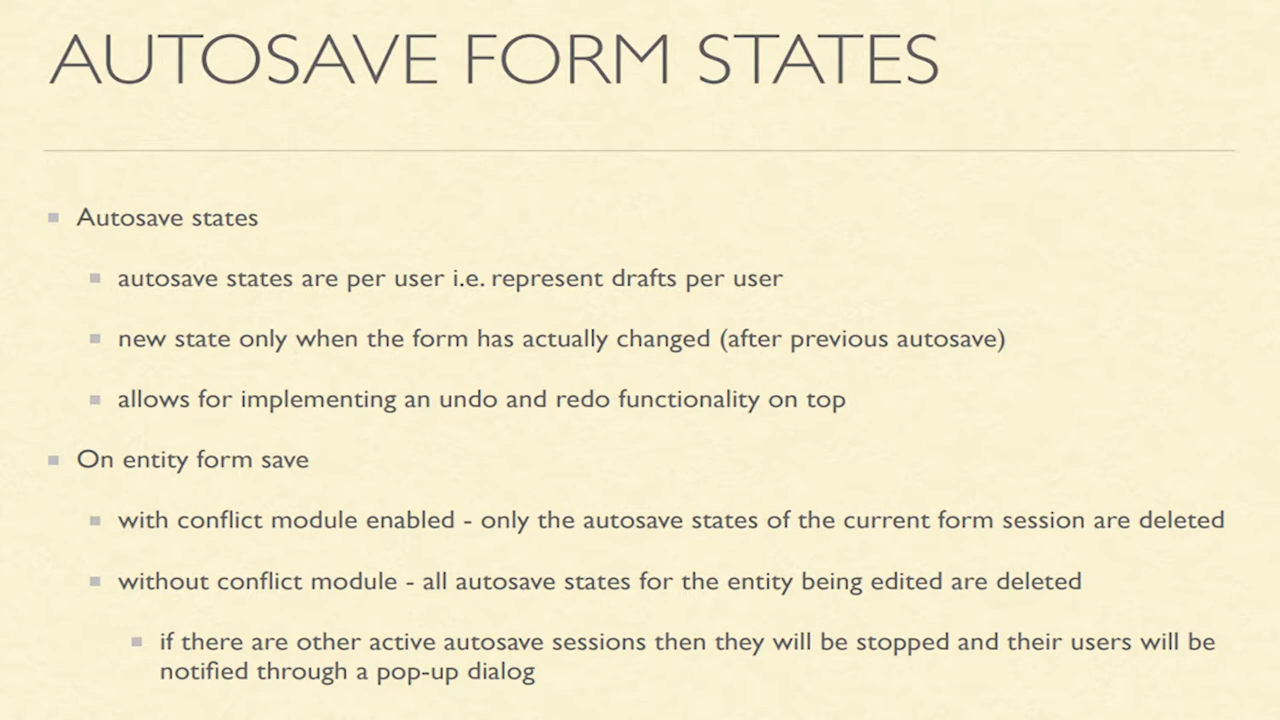 AUTOSAVE FORM STATES
Autosave states
autosave states are per user i.e. represent drafts per user
new state only when the form has actually changed (after previous autosave)
allows for implementing an undo and redo functionality on top
On entity form save
with conflict module enabled - only the autosave states of the current form session are deleted
without conflict module - all autosave states for the entity being edited are deleted
if there are other active autosave sessions then they will be stopped and their users will be
notified through a pop-up dialog